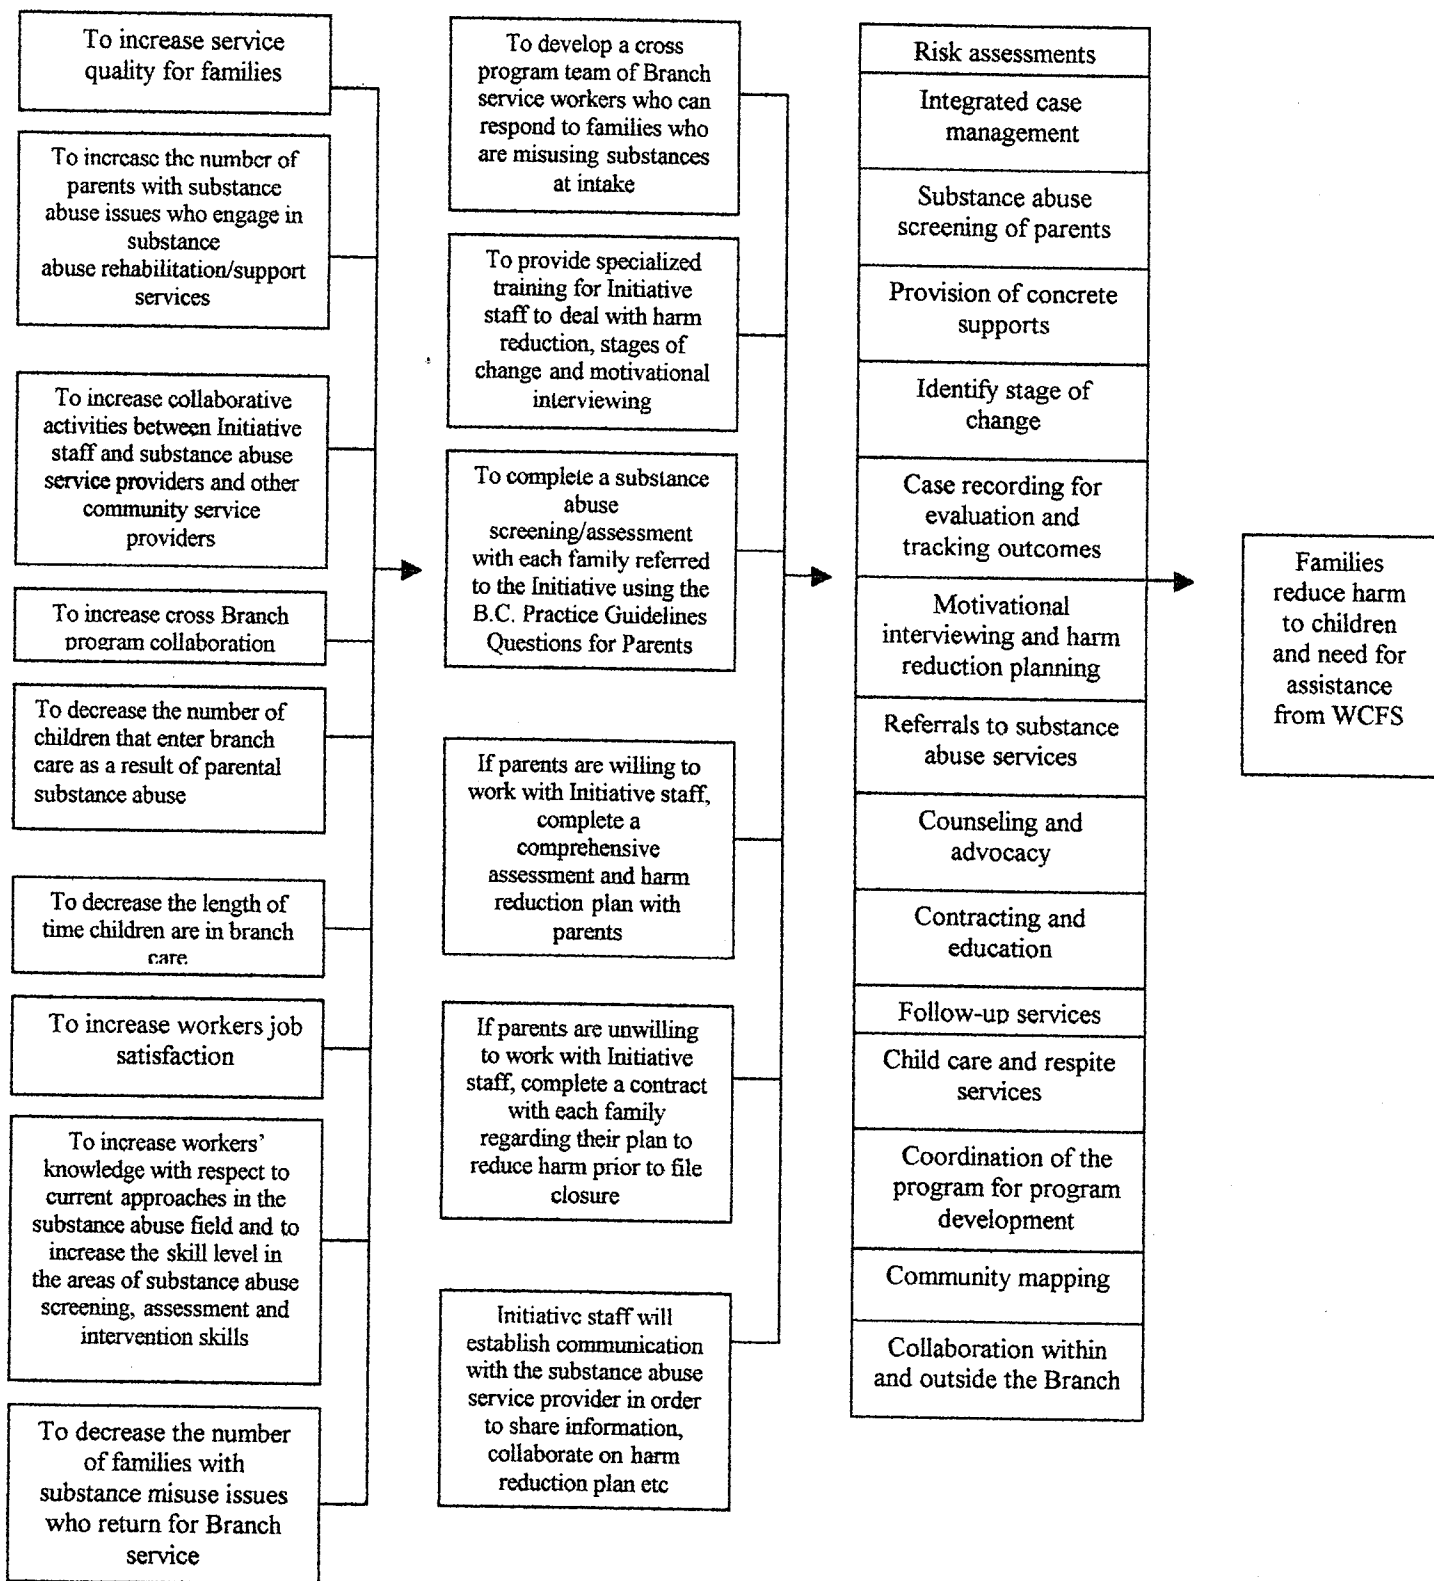 To increase service
quality for families
To increase the number of
parents with substance
abuse issues who engage in
substance
abuse rehabilitation/support
services
To increase collaborative
activities between Initiative
staff and substance abuse
service providers and other
community service
providers
To increase cross Branch
program collaboration
To decrease the number of
children that enter branch
care as a result of parental
substance abuse
To decrease the length of
time children are in branch
care
To increase workers job
satisfaction
To increase workers'
knowledge with respect to
current approaches in the
substance abuse field and to
increase the skill level in
the areas of substance abuse
screening, assessment and
intervention skills
To decrease the number
of families with
substance misuse issues
who return for Branch
service
To develop a cross
program team of Branch
service workers who can
respond to families who
are misusing substances
at intake
To provide specialized
training for Initiative
staff to deal with harm
reduction, stages of
change and motivational
interviewing
To complete a substance
abuse
screening/assessment
with each family referred
to the Initiative using the
B.C. Practice Guidelines
Questions for Parents
If parents are willing to
work with Initiative staff,
complete a
comprehensive
assessment and harm
reduction plan with
parents
If parents are unwilling
to work with Initiative
staff, complete a contract
with each family
regarding their plan to
reduce harm prior to file
closure
Initiative staff will
establish communication
with the substance abuse
service provider in order
to share information,
collaborate on harm
reduction plan etc
Risk assessments
Integrated case
management
Substance abuse
screening of parents
Provision of concrete
supports
Identify stage of
change
Case recording for
evaluation and
tracking outcomes
Motivational
interviewing and harm
reduction planning
Referrals to substance
abuse services
Counseling and
advocacy
Contracting and
education
Follow-up services
Child care and respite
services
Coordination of the
program for program
development
Community mapping
Collaboration within
and outside the Branch
Families
reduce harm
to children
and need for
assistance
from WCFS